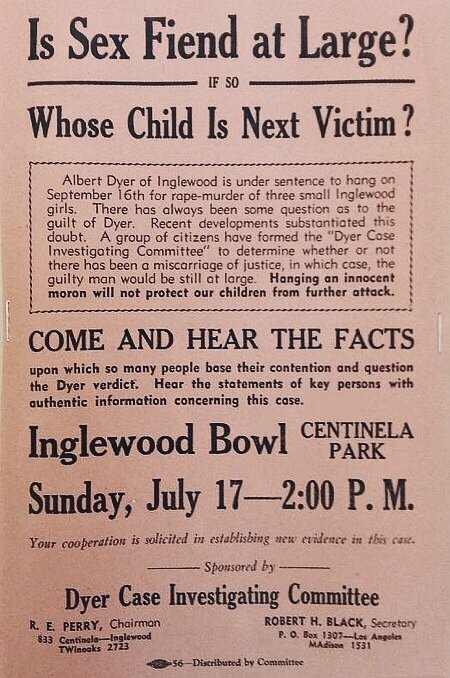 Is Sex Fiend at Large?
IF SO
Whose Child Is Next Victim?
Albert Dyer of Inglewood is under sentence to hang on
September 16th for rape-murder of three small Inglewood
girls. There has always been some question as to the
guilt of Dyer. Recent developments substantiated this
doubt. A group of citizens have formed the "Dyer Case
Investigating Committee" to determine whether or not
there has been a miscarriage of justice, in which case, the
guilty man would be still at large. Hanging an innocent
moron will not protect our children from further attack.
COME AND HEAR THE FACTS
upon which so many people base their contention and question
the Dyer verdict. Hear the statements of key persons with
authentic information concerning this case.
Inglewood Bowl CENTINELA
PARK
Sunday, July 17—2:00 P. M.
Your cooperation is solicited in establishing new evidence in this case.
Sponsored by
Dyer Case Investigating Committee
R. E. PERRY, Chairman
833 Centinela—Inglewood
TWinoaks 2723
ROBERT H. BLACK, Secretary
P. O. Box 1307—Los Angeles
MAdison 1531
56—Distributed by Committee